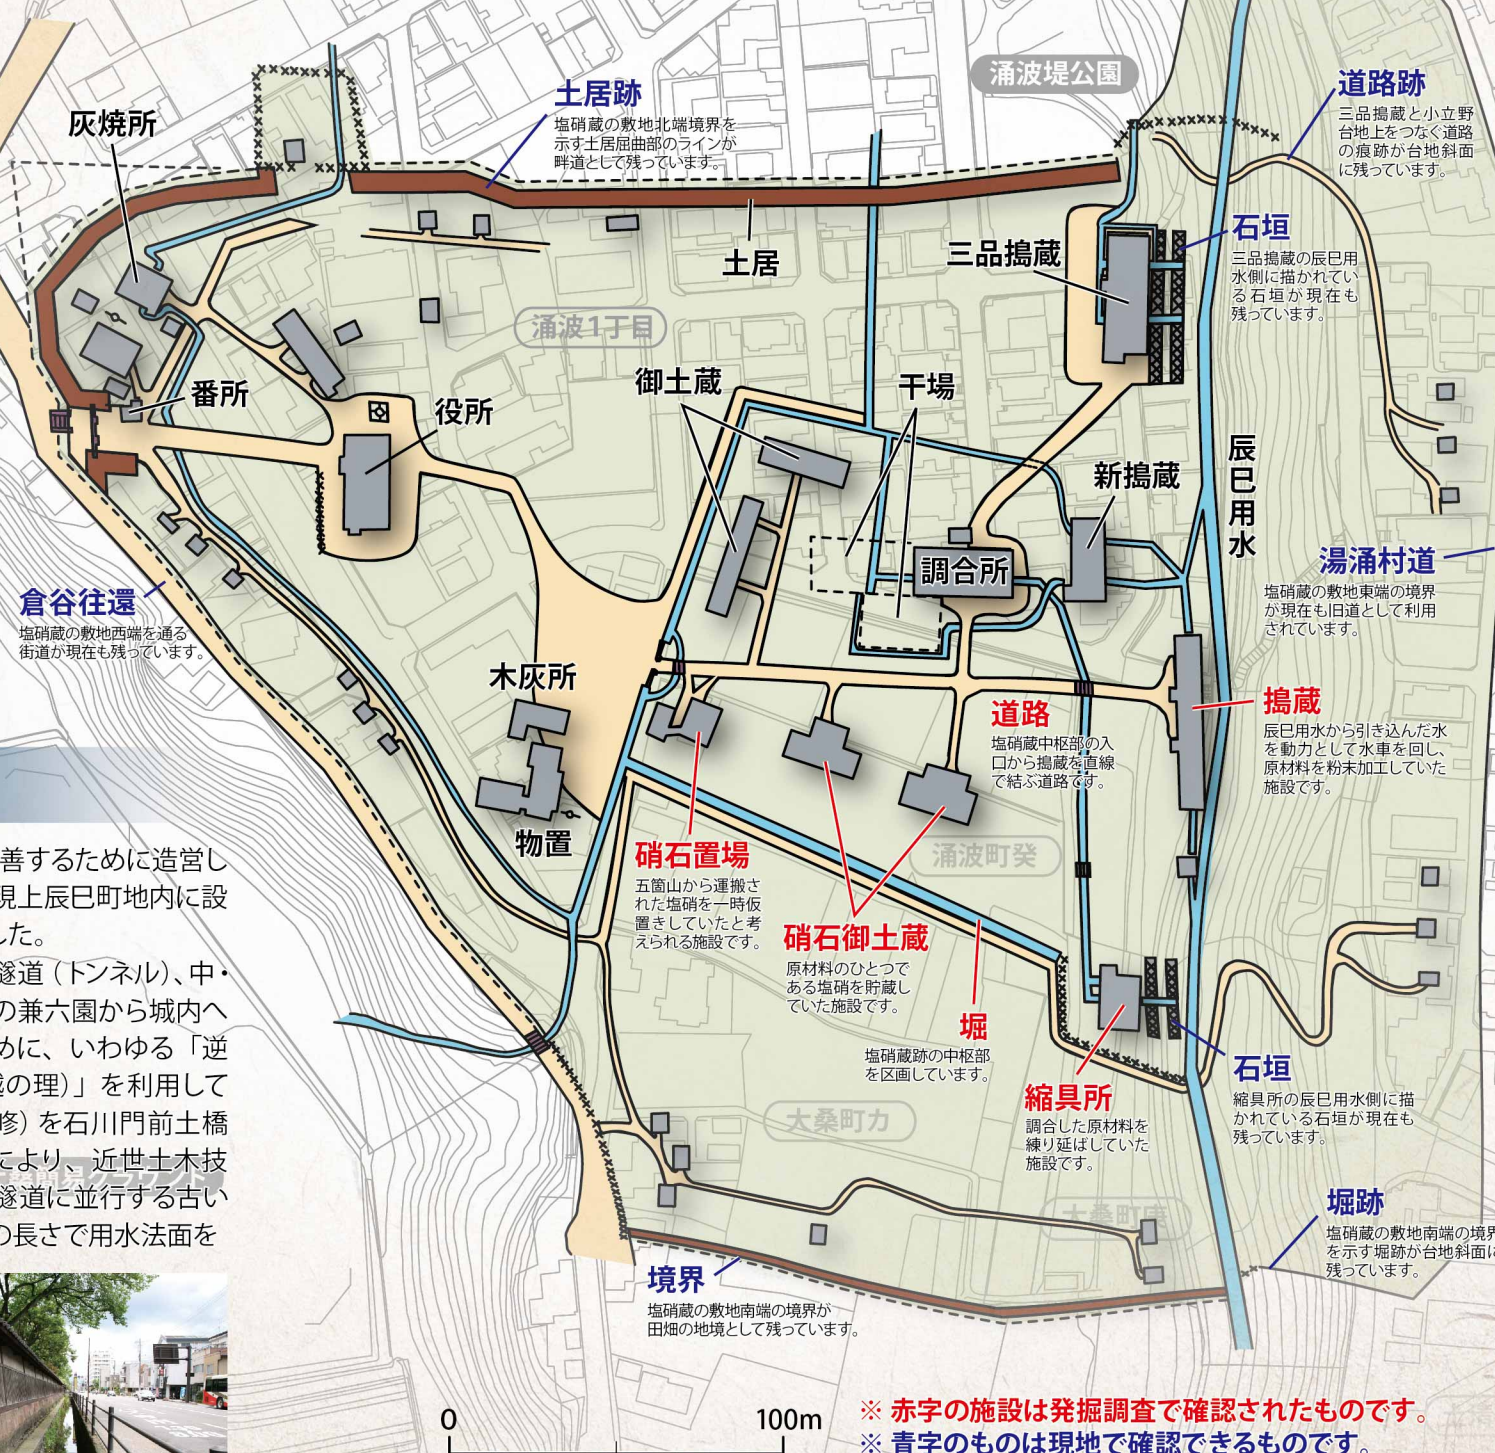 涌波堤公園
灰焼所
土居跡
塩硝蔵の敷地北端境界を
示す土居屈曲部のラインが
畔道として残っています。
道路跡
三品搗蔵と小立野
台地上をつなぐ道路
の痕跡が台地斜面
に残っています。
石垣
三品搗蔵の辰巳用
水側に描かれてい
る石垣が現在も
残っています。
土居
三品搗蔵
涌波1丁目
番所
役所
御土蔵
干場
新搗蔵
辰巳用水
調合所
湯涌村道
塩硝蔵の敷地東端の境界
が現在も旧道として利用
されています。
倉谷往還
塩硝蔵の敷地西端を通る
街道が現在も残っています。
木灰所
物置
道路
塩硝蔵中枢部の入
口から搗蔵を直線
で結ぶ道路です。
搗蔵
辰巳用水から引き込んだ水
を動力として水車を回し、
原材料を粉末加工していた
施設です。
硝石置場
五箇山から運搬さ
れた塩硝を一時仮
置きしていたと考
えられる施設です。
涌波町癸
硝石御土蔵
原材料のひとつで
ある塩硝を貯蔵し
ていた施設です。
堀
塩硝蔵跡の中枢部
を区画しています。
縮具所
調合した原材料を
練り延ばしていた
施設です。
石垣
縮具所の辰巳用水側に描
かれている石垣が現在も
残っています。
大桑町カ
大桑町庚
堀跡
塩硝蔵の敷地南端の境界
を示す堀跡が台地斜面に
残っています。
境界
塩硝蔵の敷地南端の境界が
田畑の地境として残っています。
善するために造営し
現上辰巳町地内に設
した。
隧道（トンネル）、中・
の兼六園から城内へ
めに、いわゆる「逆
の理）」を利用して
修）を石川門前土橋
により、近世土木技
隧道に並行する古い
の長さで用水法面を
グラウンド
0
100m
※ 赤字の施設は発掘調査で確認されたものです。
※ 青字のものは現地で確認できるものです。